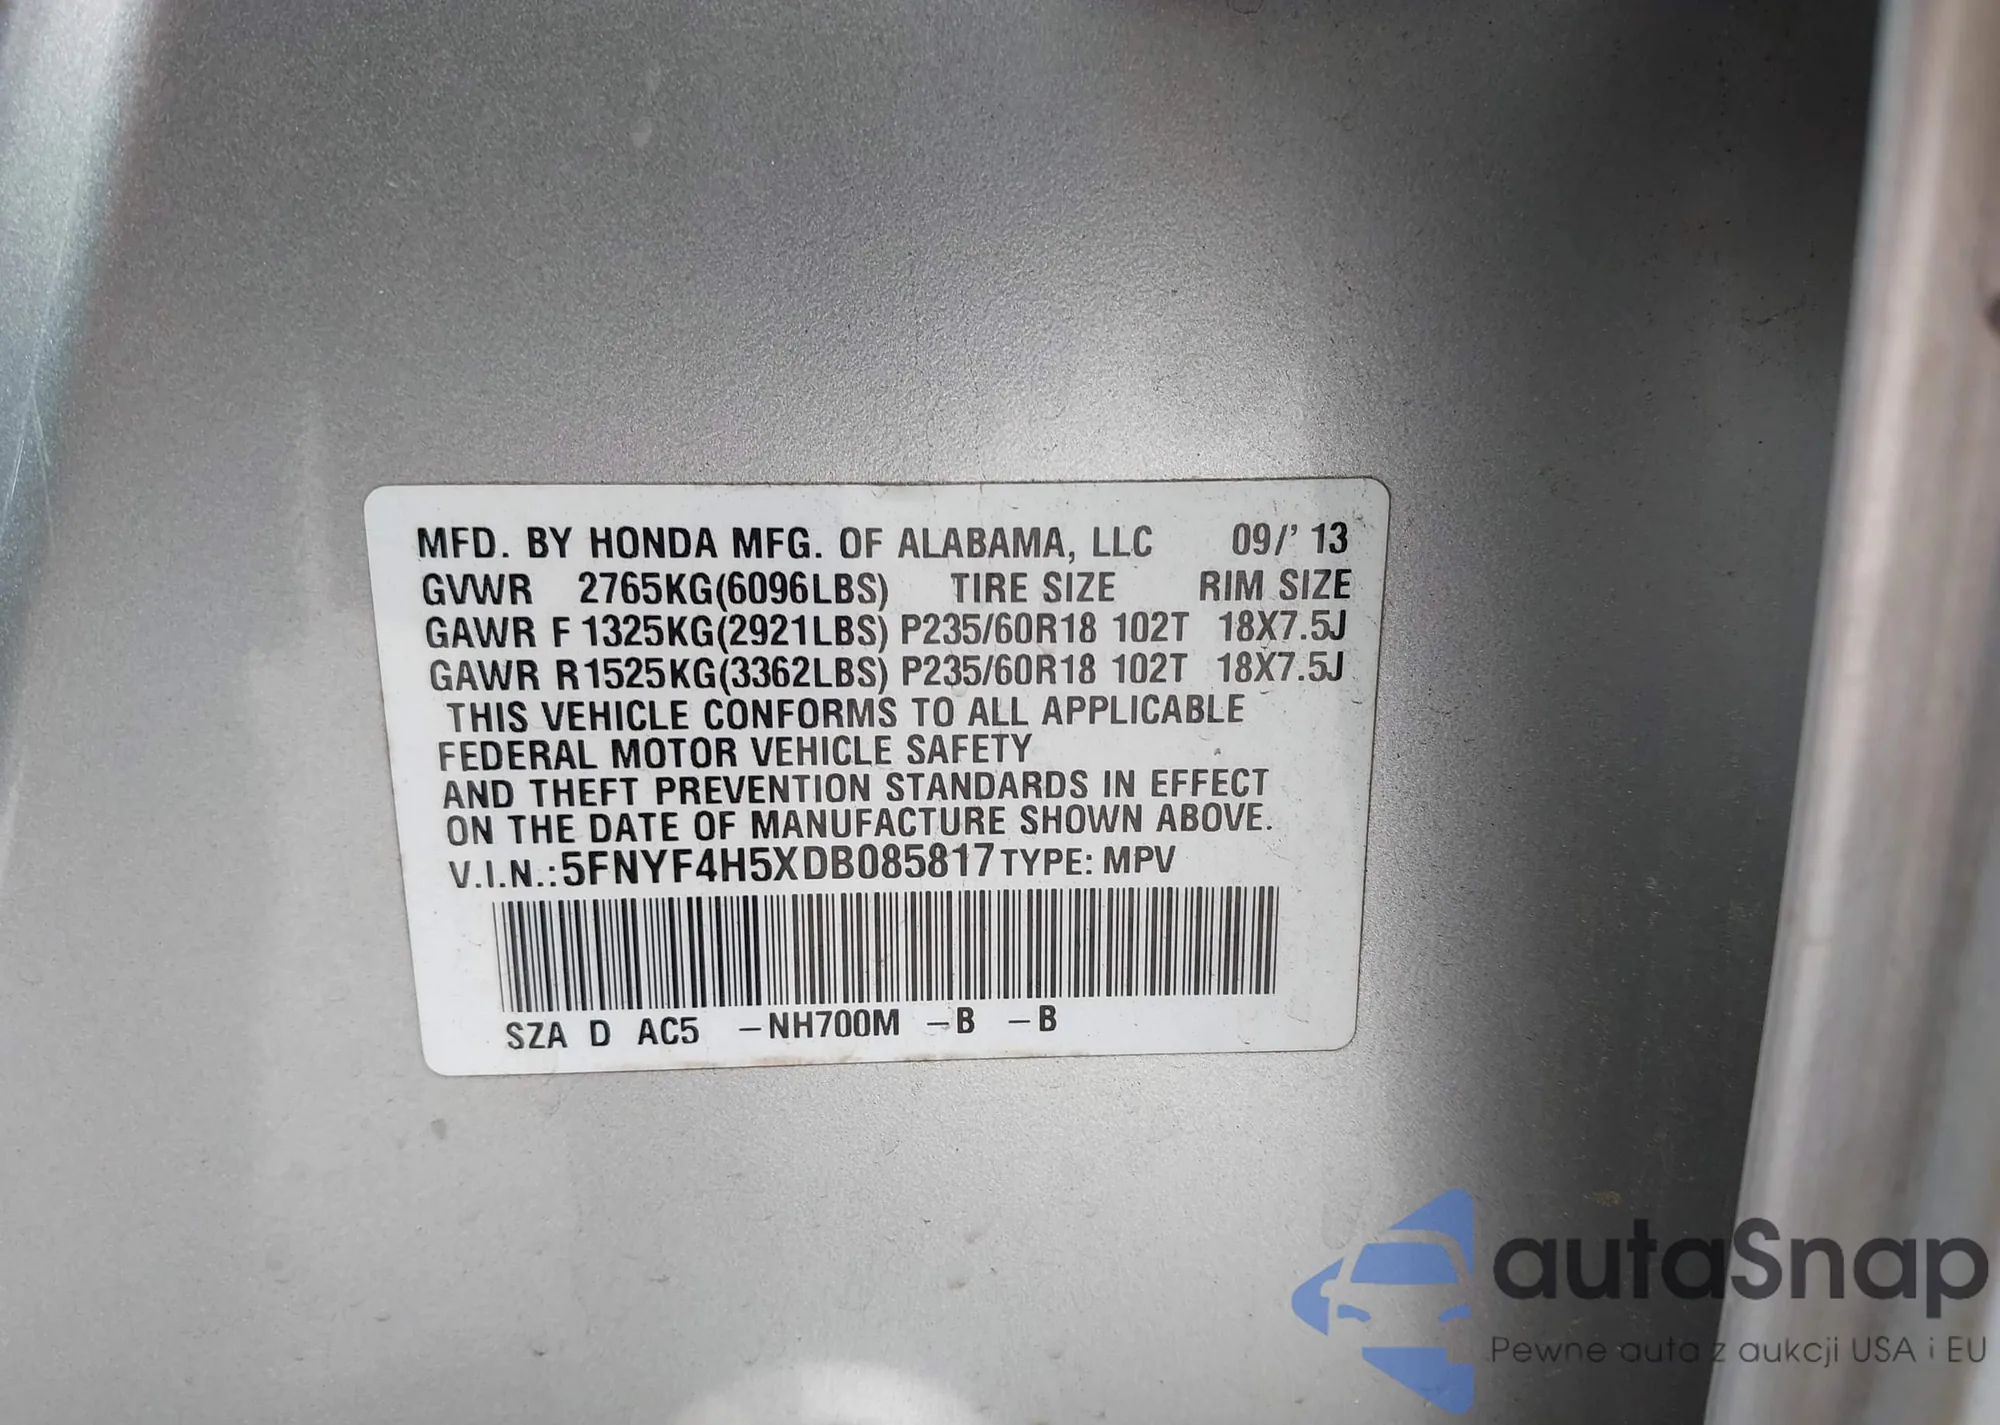 MFD. BY HONDA MFG. OF ALABAMA, LLC 09/' 13
GVWR 2765KG(6096LBS) TIRE SIZE RIM SIZE
GAWR F 1325KG(2921LBS) P235/60R18 102T 18X7.5J
GAWR R1525KG(3362LBS) P235/60R18 102T 18X7.5J
THIS VEHICLE CONFORMS TO ALL APPLICABLE
FEDERAL MOTOR VEHICLE SAFETY
AND THEFT PREVENTION STANDARDS IN EFFECT
ON THE DATE OF MANUFACTURE SHOWN ABOVE.
V.I.N.:5FNYF4H5XDB085817 TYPE: MPV
SZA D AC5 –NH700M –B –B
autaSnap
Pewne auta z aukcji USA i EU